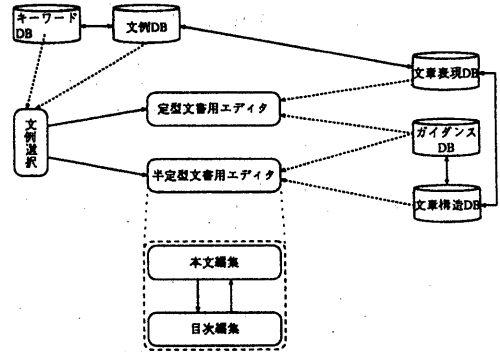 キーワード
DB
文例DB
文章表現DB
文例選択
定型文書用エディタ
ガイダンス
DB
半定型文書用エディタ
文章構造DB
本文編集
目次編集